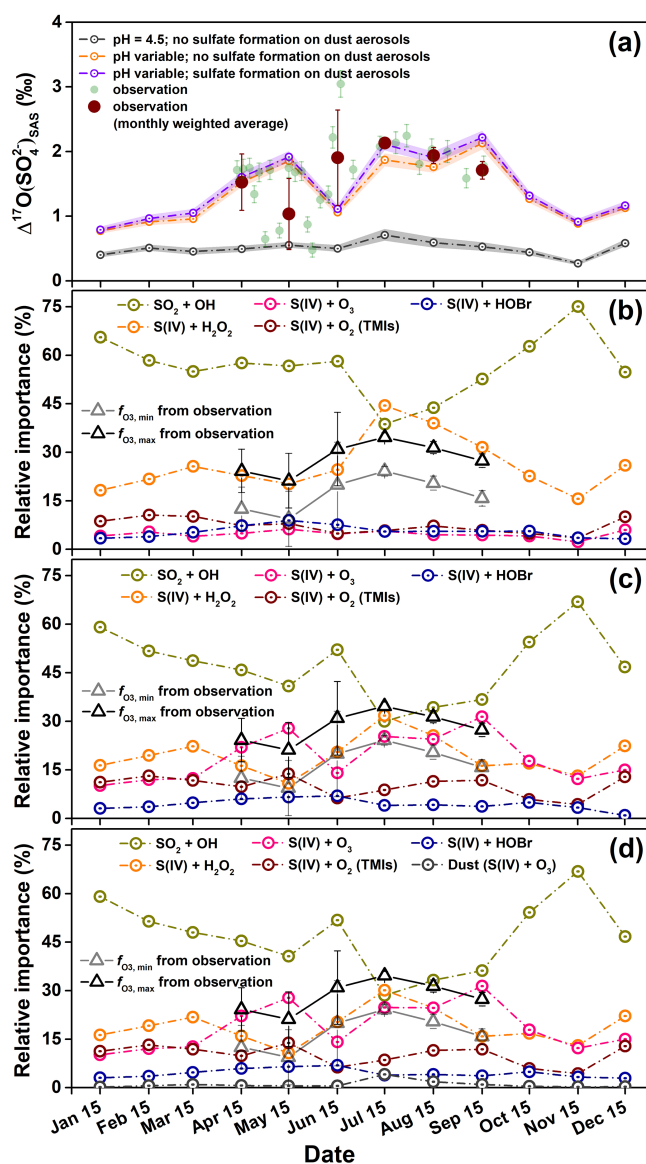 4
3
2
1
0
Δ¹⁷O(SO₄²⁻)SAS (‰)
(a)
pH = 4.5; no sulfate formation on dust aerosols
pH variable; no sulfate formation on dust aerosols
pH variable; sulfate formation on dust aerosols
observation
observation
(monthly weighted average)
75
60
45
30
15
0
Relative importance (%)
(b)
SO₂ + OH
S(IV) + O₃
S(IV) + HOBr
S(IV) + H₂O₂
S(IV) + O₂ (TMIs)
fO3, min from observation
fO3, max from observation
75
60
45
30
15
0
Relative importance (%)
(c)
SO₂ + OH
S(IV) + O₃
S(IV) + HOBr
S(IV) + H₂O₂
S(IV) + O₂ (TMIs)
fO3, min from observation
fO3, max from observation
75
60
45
30
15
0
Relative importance (%)
(d)
SO₂ + OH
S(IV) + O₃
S(IV) + HOBr
S(IV) + H₂O₂
S(IV) + O₂ (TMIs)
Dust (S(IV) + O₃)
fO3, min from observation
fO3, max from observation
Jan 15
Feb 15
Mar 15
Apr 15
May 15
Jun 15
Jul 15
Aug 15
Sep 15
Oct 15
Nov 15
Dec 15
Date